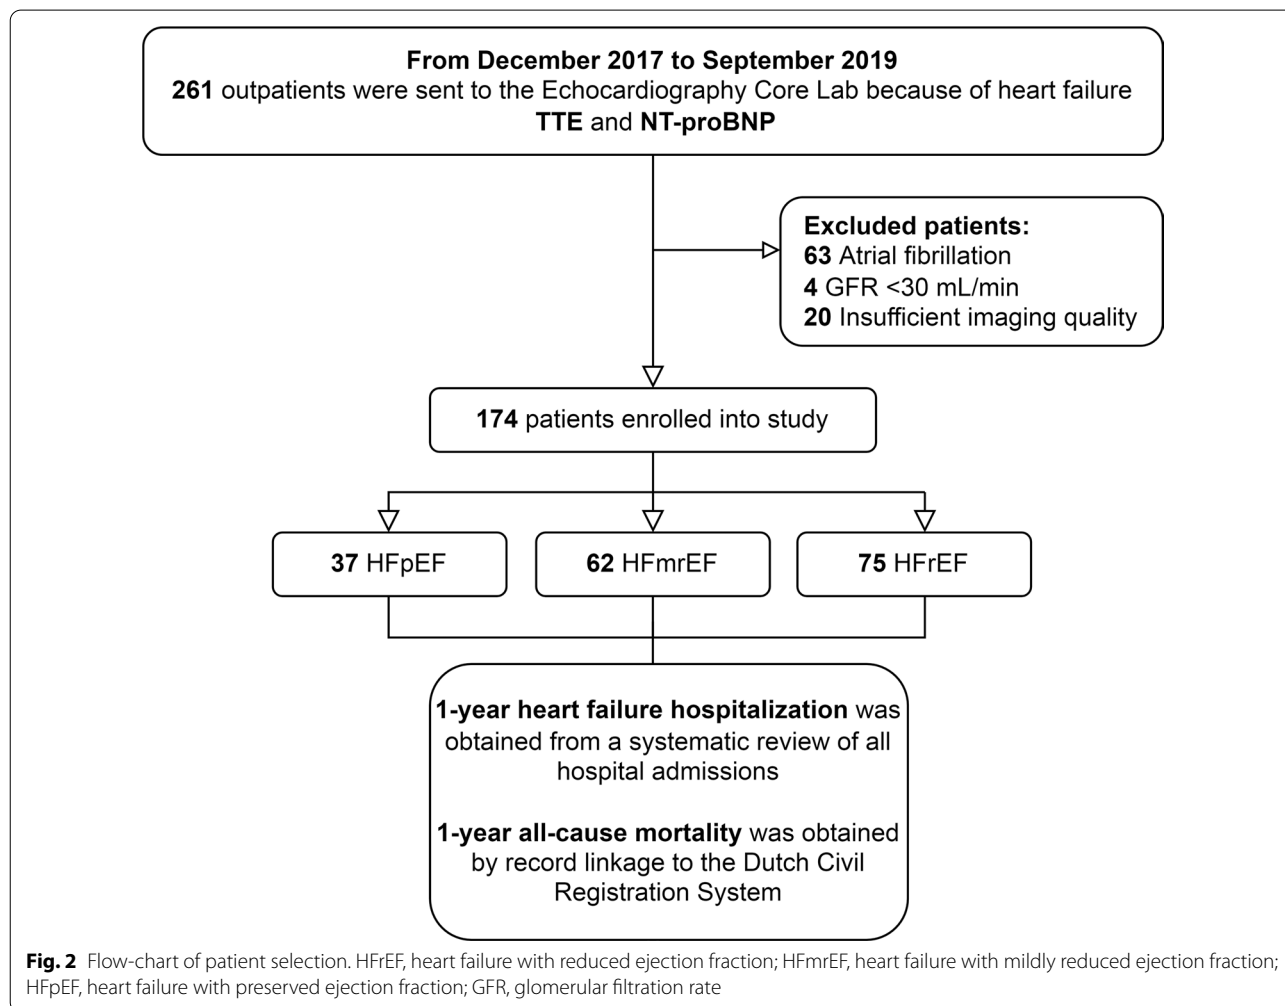 From December 2017 to September 2019
261 outpatients were sent to the Echocardiography Core Lab because of heart failure
TTE and NT-proBNP
Excluded patients:
63 Atrial fibrillation
4 GFR <30 mL/min
20 Insufficient imaging quality
174 patients enrolled into study
37 HFpEF
62 HFmrEF
75 HFrEF
1-year heart failure hospitalization was
obtained from a systematic review of all
hospital admissions
1-year all-cause mortality was obtained
by record linkage to the Dutch Civil
Registration System
Fig. 2 Flow-chart of patient selection. HFrEF, heart failure with reduced ejection fraction; HFmrEF, heart failure with mildly reduced ejection fraction;
HFpEF, heart failure with preserved ejection fraction; GFR, glomerular filtration rate